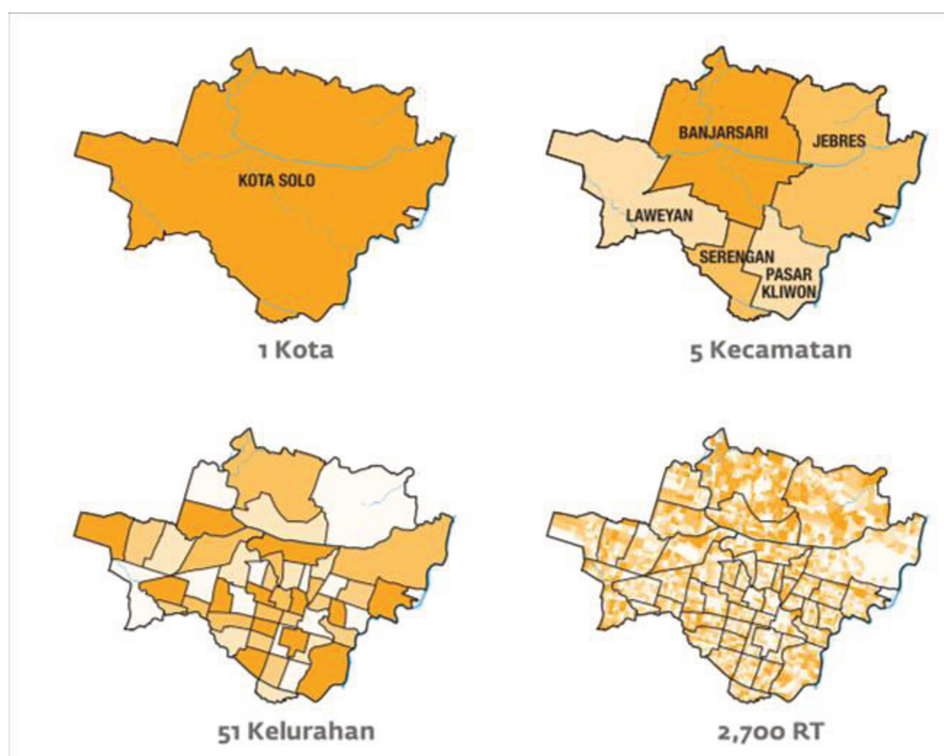 KOTA SOLO
1 Kota
BANJARSARI
JEBRES
LAWEYAN
SERENGAN
PASAR
KLIWON
5 Kecamatan
51 Kelurahan
2,700 RT